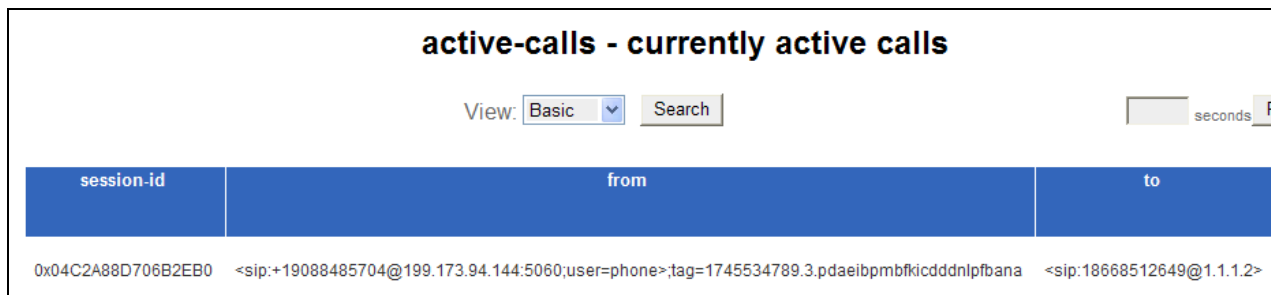 active-calls - currently active calls
View: Basic Search seconds
session-id from to
0x04C2A88D706B2EB0 <sip:+19088485704@199.173.94.144:5060;user=phone>;tag=1745534789.3.pdaeibpmbfkicdddnlpfbana <sip:18668512649@1.1.1.2>